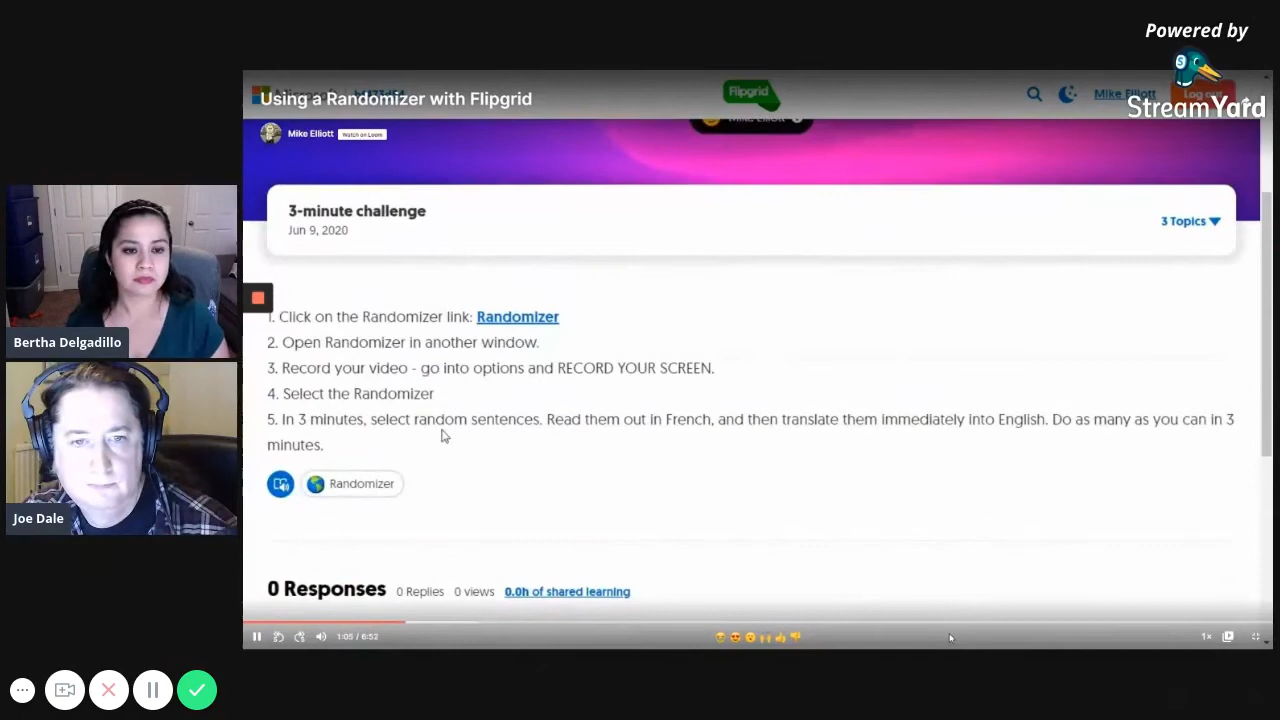 Powered by
StreamYard
Using a Randomizer with Flipgrid
Flipgrid
Mike Elliott
Mike Elliott
Watch on Loom
3-minute challenge
Jun 9, 2020
3 Topics
1. Click on the Randomizer link: Randomizer
2. Open Randomizer in another window.
3. Record your video - go into options and RECORD YOUR SCREEN.
4. Select the Randomizer
5. In 3 minutes, select random sentences. Read them out in French, and then translate them immediately into English. Do as many as you can in 3
minutes.
Randomizer
0 Responses
0 Replies
0 views
0.0h of shared learning
1:05 / 6:52
1×
Bertha Delgadillo
Joe Dale